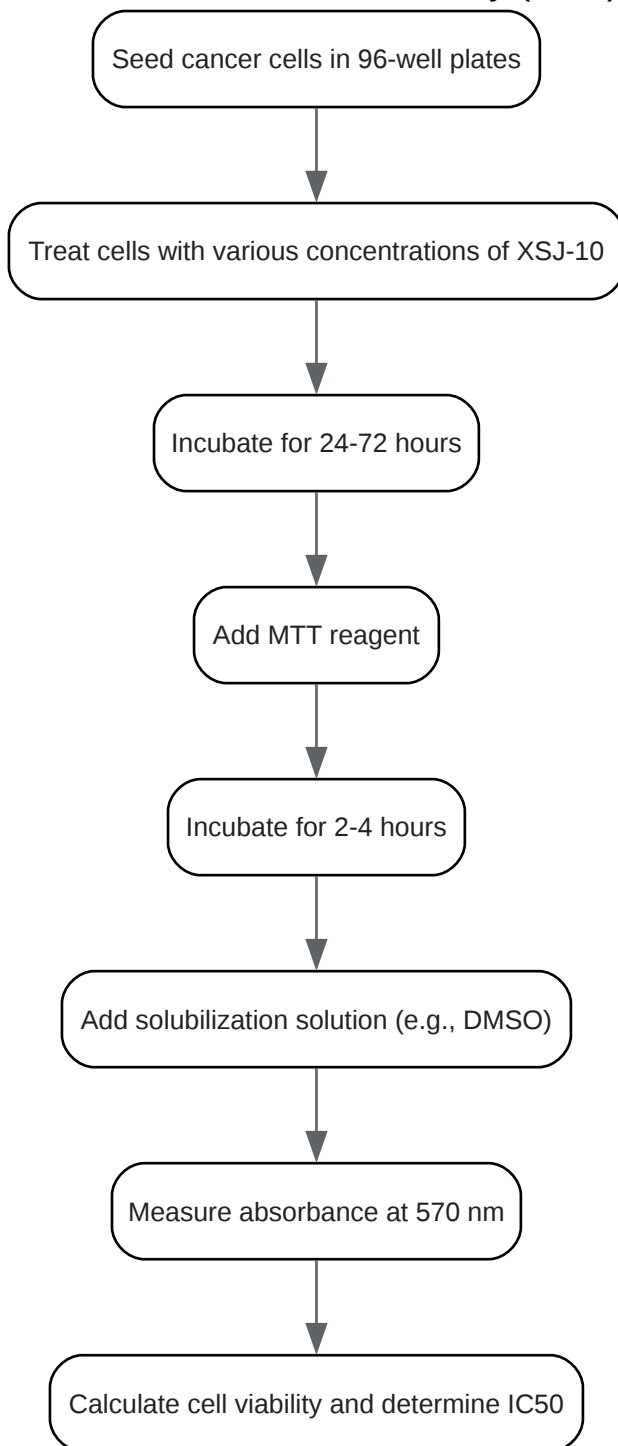 Seed cancer cells in 96-well plates
Treat cells with various concentrations of XSJ-10
Incubate for 24-72 hours
Add MTT reagent
Incubate for 2-4 hours
Add solubilization solution (e.g., DMSO)
Measure absorbance at 570 nm
Calculate cell viability and determine IC50